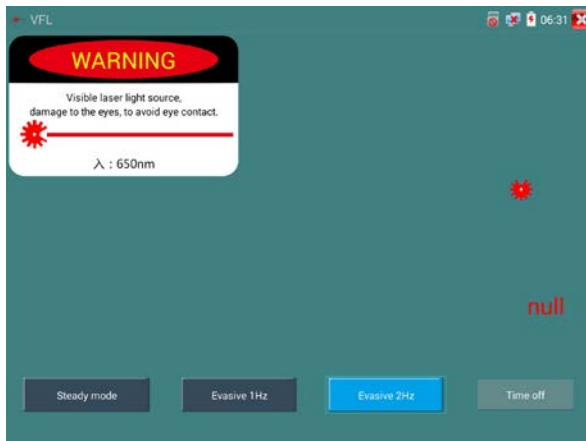 VFL
06:31
WARNING
Visible laser light source,
damage to the eyes, to avoid eye contact.
入 : 650nm
null
Steady mode
Evasive 1Hz
Evasive 2Hz
Time off